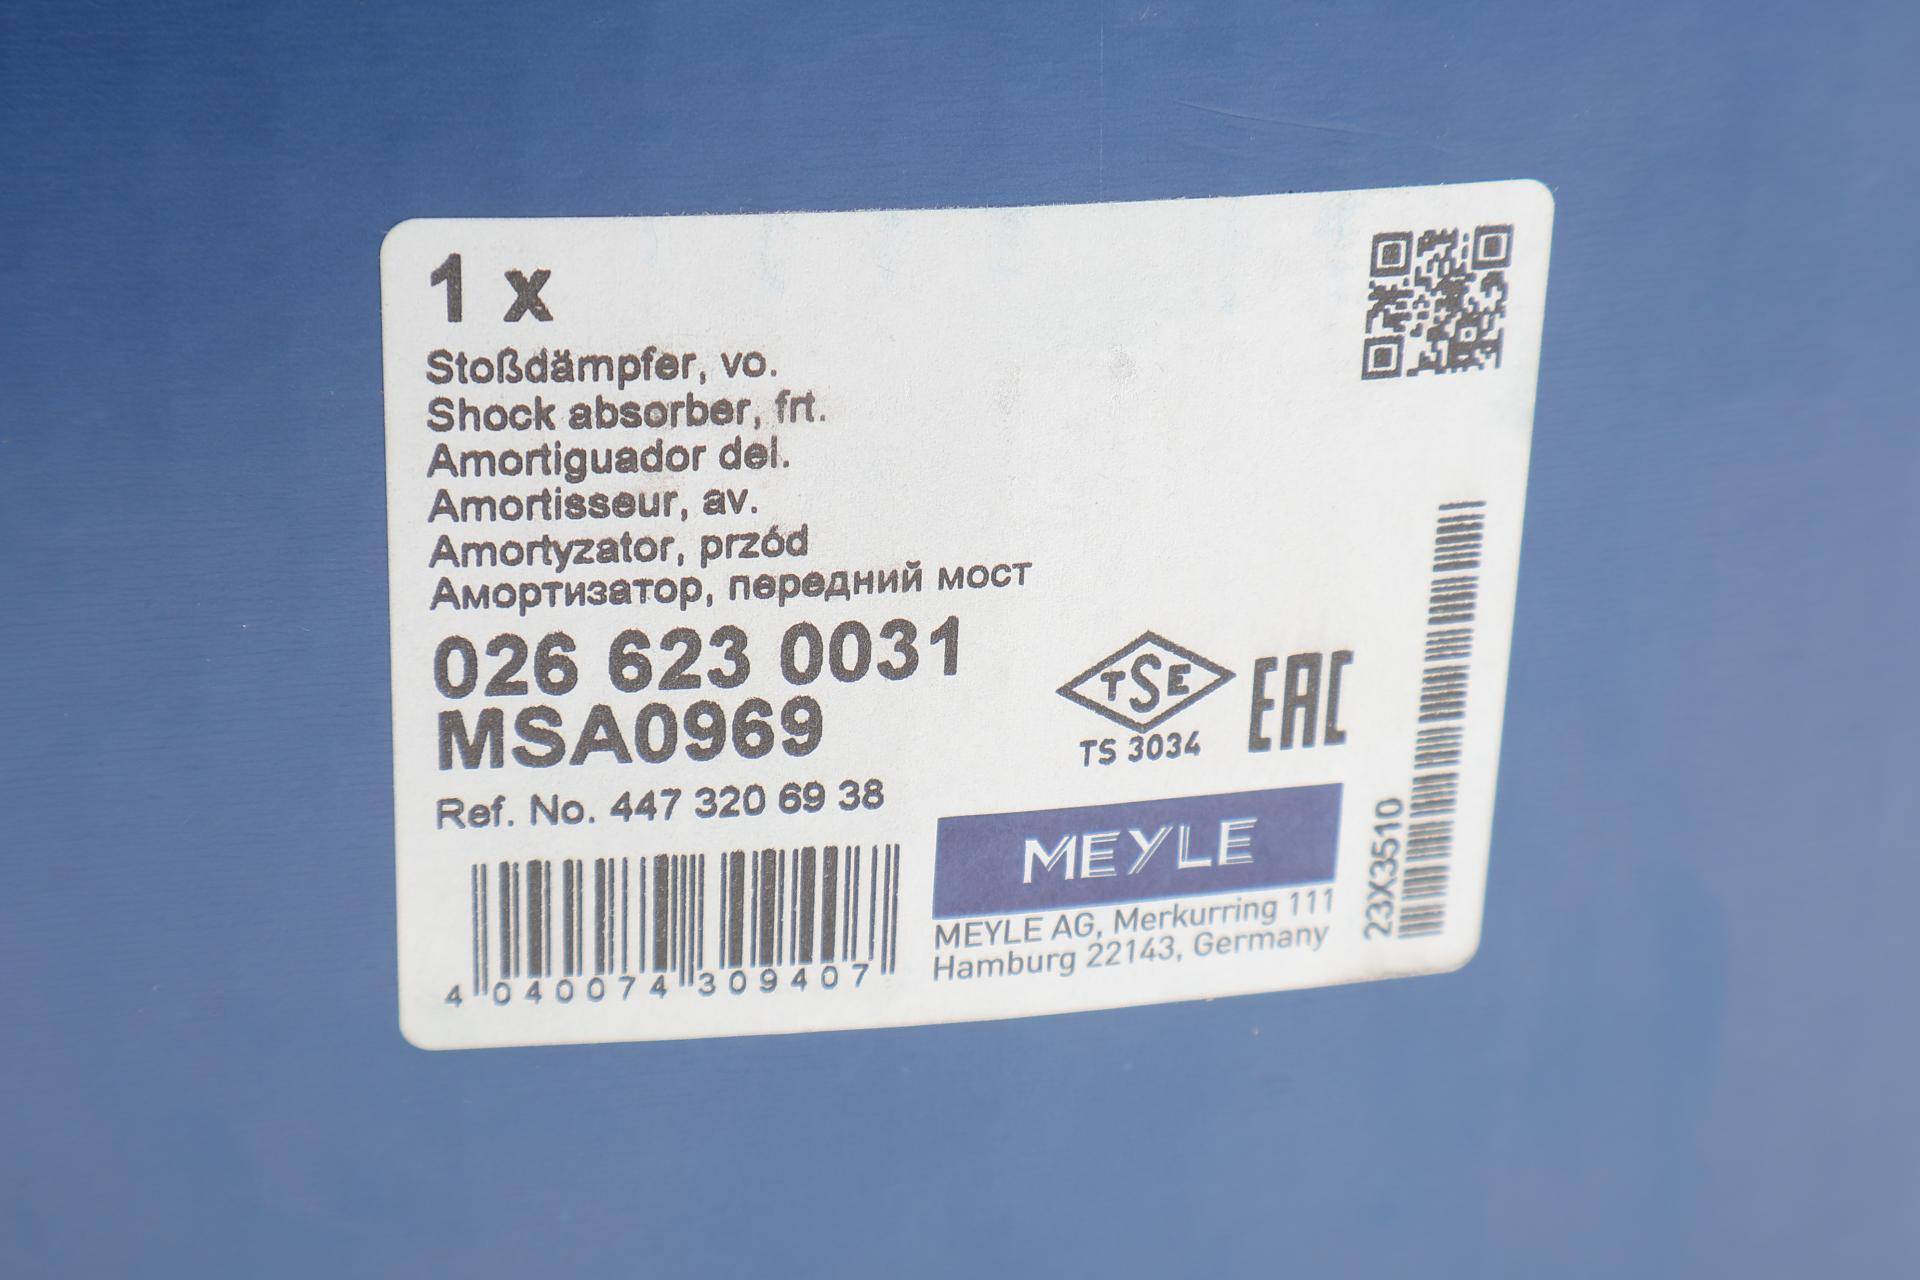 1 x
Stoßdämpfer, vo.
Shock absorber, frt.
Amortiguador del.
Amortisseur, av.
Amortyzator, przód
Амортизатор, передний мост
026 623 0031
MSA0969
Ref. No. 447 320 69 38
4 040074 309407
TSE
TS 3034
EAC
MEYLE
MEYLE AG, Merkurring 111
Hamburg 22143, Germany
23X3510